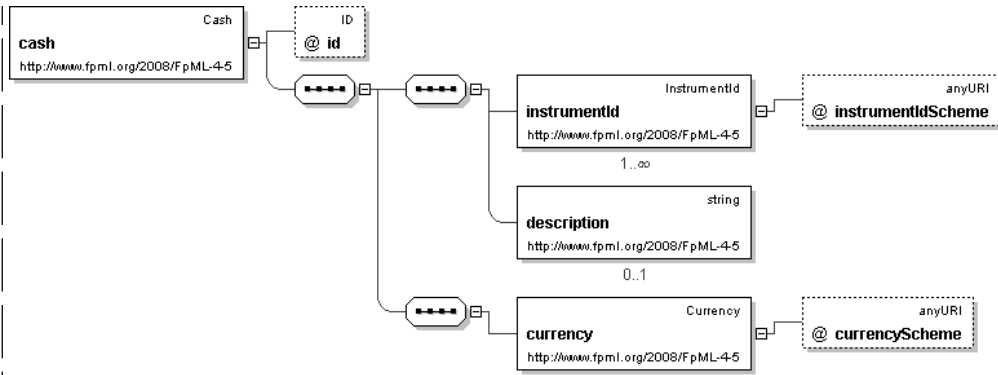 Cash
cash
http://www.fpml.org/2008/FpML-4-5
ID
@ id
InstrumentId
instrumentId
http://www.fpml.org/2008/FpML-4-5
1..∞
anyURI
@ instrumentIdScheme
string
description
http://www.fpml.org/2008/FpML-4-5
0..1
Currency
currency
http://www.fpml.org/2008/FpML-4-5
anyURI
@ currencyScheme